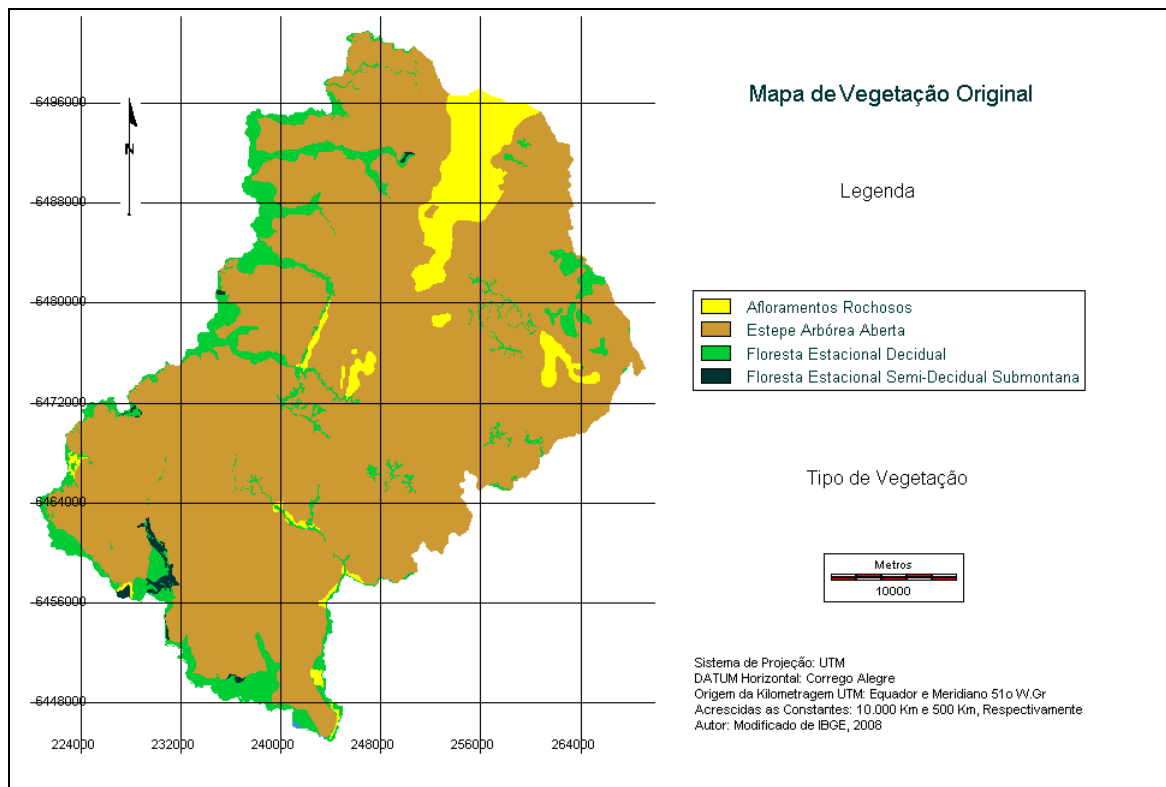 Mapa de Vegetação Original
Legenda
Afloramentos Rochosos
Estepe Arbórea Aberta
Floresta Estacional Decidual
Floresta Estacional Semi-Decidual Submontana
Tipo de Vegetação
Metros
10000
Sistema de Projeção: UTM
DATUM Horizontal: Corrego Alegre
Origem da Kilometragem UTM: Equador e Meridiano 51o W.Gr
Acrescidas as Constantes: 10.000 Km e 500 Km, Respectivamente
Autor: Modificado de IBGE, 2008
N
-6496000
-6488000
-6480000
-6472000
-6464000
-6456000
-6448000
224000 232000 240000 248000 256000 264000